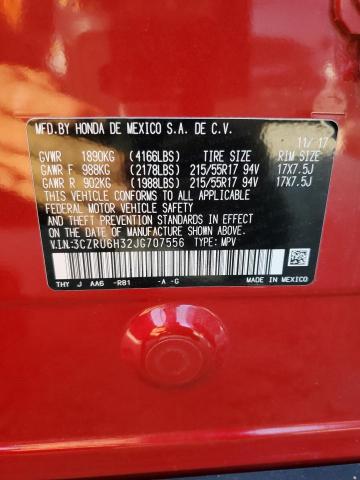 MFD.BY HONDA DE MEXICO S.A. DE C.V. 11/17
GVWR 1890KG (4166LBS) TIRE SIZE RIM SIZE
GAWR F 988KG (2178LBS) 215/55R17 94V 17X7.5J
GAWR R 902KG (1988LBS) 215/55R17 94V 17X7.5J
THIS VEHICLE CONFORMS TO ALL APPLICABLE
FEDERAL MOTOR VEHICLE SAFETY, BUMPER,
AND THEFT PREVENTION STANDARDS IN EFFECT
ON THE DATE OF MANUFACTURE SHOWN ABOVE.
V.I.N:3CZRU6H32JG707556 TYPE: MPV
THY J AA6 -R81 -A -G MADE IN MEXICO